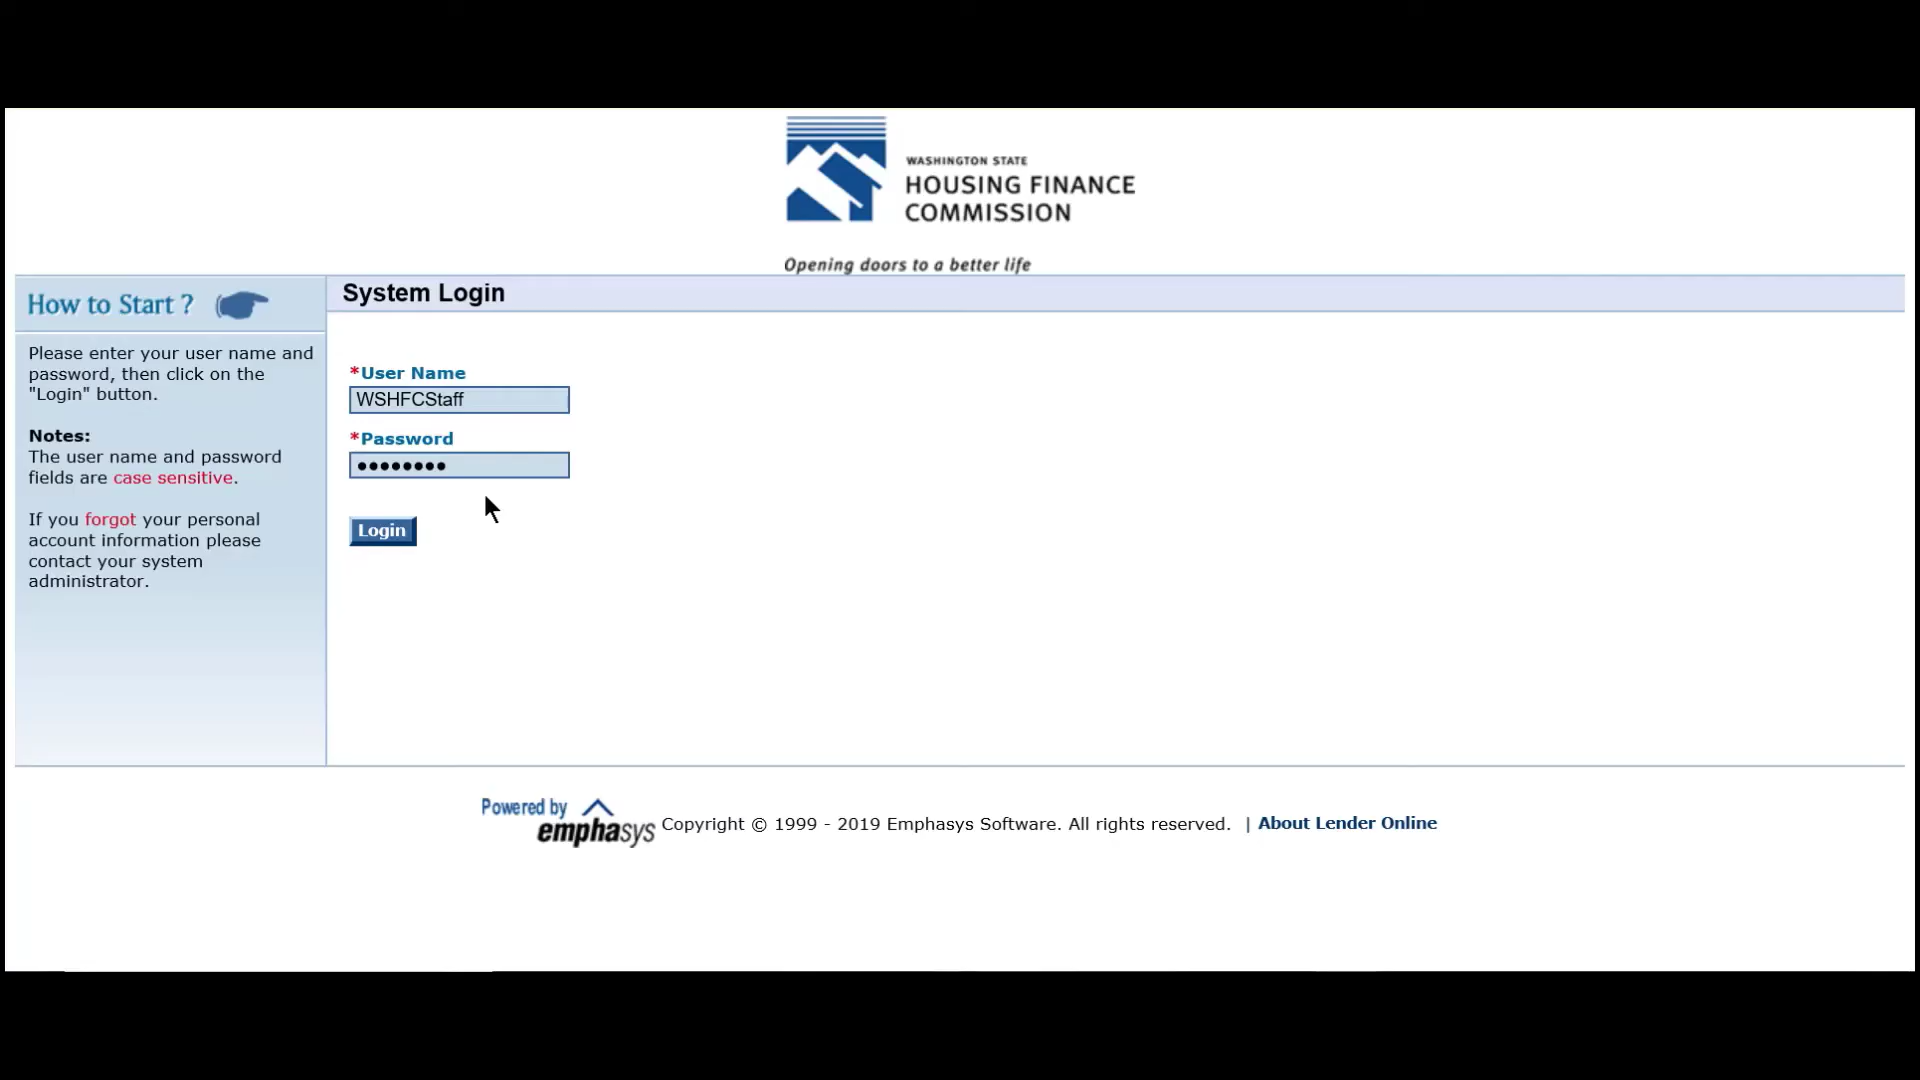 WASHINGTON STATE
HOUSING FINANCE
COMMISSION
Opening doors to a better life
How to Start ?
Please enter your user name and
password, then click on the
"Login" button.
Notes:
The user name and password
fields are case sensitive.
If you forgot your personal
account information please
contact your system
administrator.
System Login
*User Name
WSHFCStaff
*Password
••••••••
Login
Powered by
emphasys
Copyright © 1999 - 2019 Emphasys Software. All rights reserved. | About Lender Online